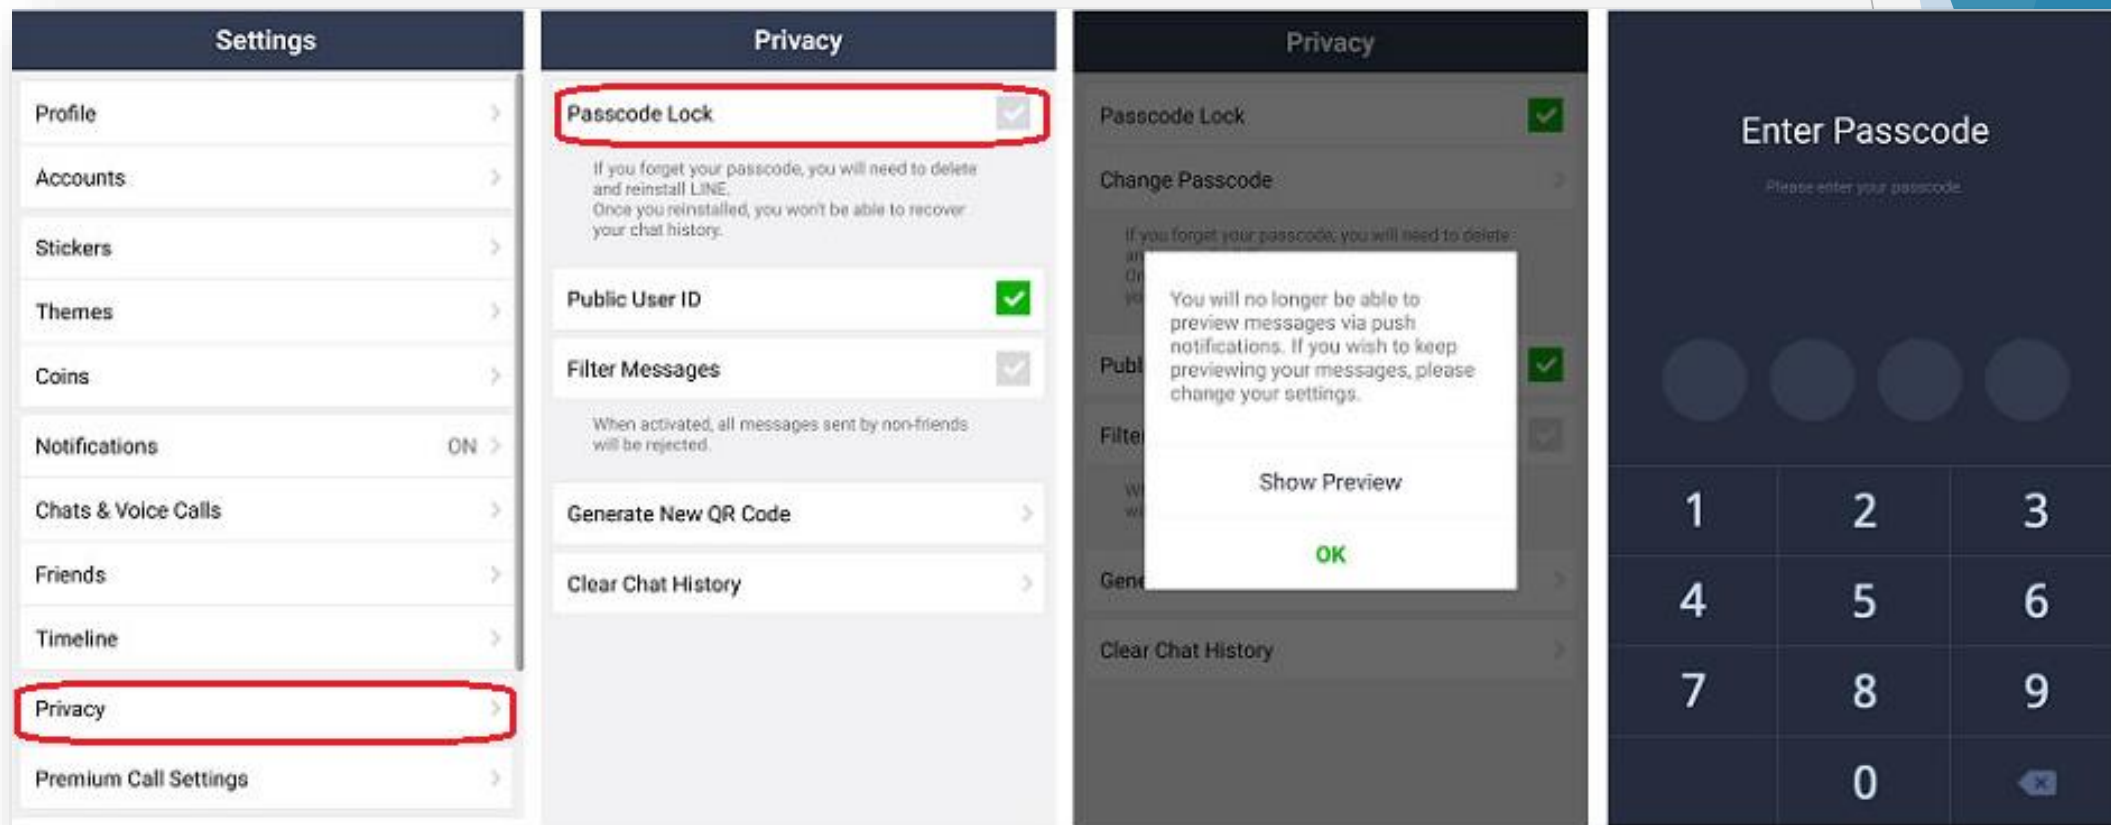 Settings
Profile
Accounts
Stickers
Themes
Coins
Notifications ON
Chats & Voice Calls
Friends
Timeline
Privacy
Premium Call Settings
Privacy
Passcode Lock
If you forget your passcode, you will need to delete
and reinstall LINE.
Once you reinstalled, you won't be able to recover
your chat history.
Public User ID
Filter Messages
When activated, all messages sent by non-friends
will be rejected.
Generate New QR Code
Clear Chat History
Privacy
Passcode Lock
Change Passcode
If you forget your passcode, you will need to delete
You will no longer be able to
preview messages via push
notifications. If you wish to keep
previewing your messages, please
change your settings.
Show Preview
OK
Publ
Filte
Gene
Clear Chat History
Enter Passcode
Please enter your passcode.
1 2 3
4 5 6
7 8 9
0